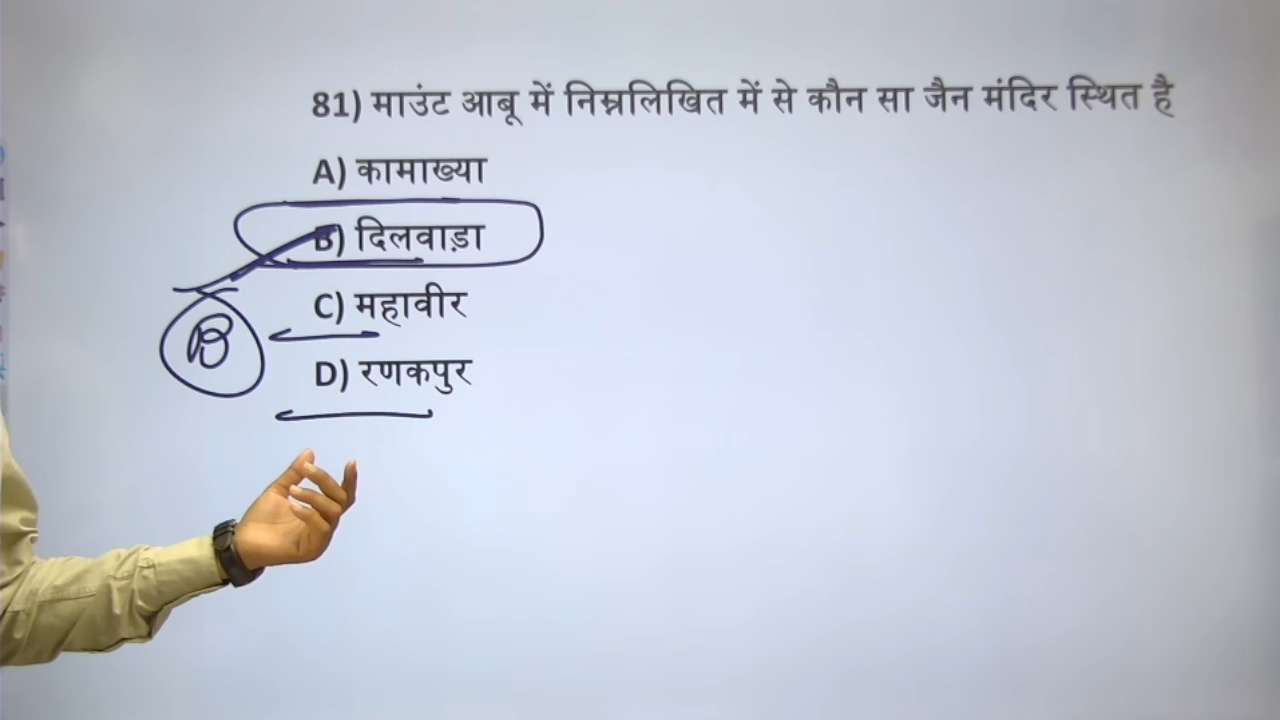 81) माउंट आबू में निम्नलिखित में से कौन सा जैन मंदिर स्थित है
A) कामाख्या
B) दिलवाड़ा
B
C) महावीर
D) रणकपुर